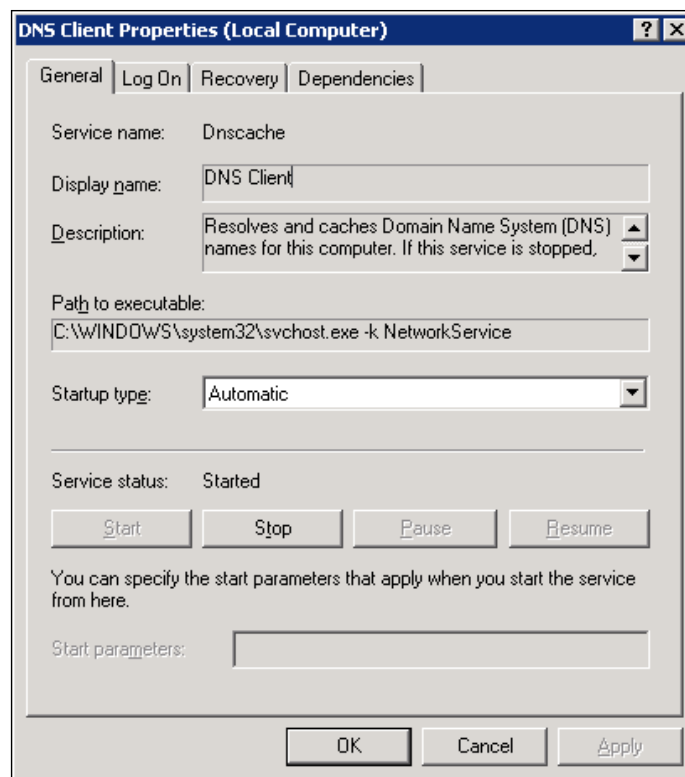 DNS Client Properties (Local Computer)
General Log On Recovery Dependencies
Service name: Dnscache
Display name: DNS Client
Description: Resolves and caches Domain Name System (DNS)
names for this computer. If this service is stopped,
Path to executable:
C:\WINDOWS\system32\svchost.exe -k NetworkService
Startup type: Automatic
Service status: Started
Start Stop Pause Resume
You can specify the start parameters that apply when you start the service
from here.
Start parameters:
OK Cancel Apply